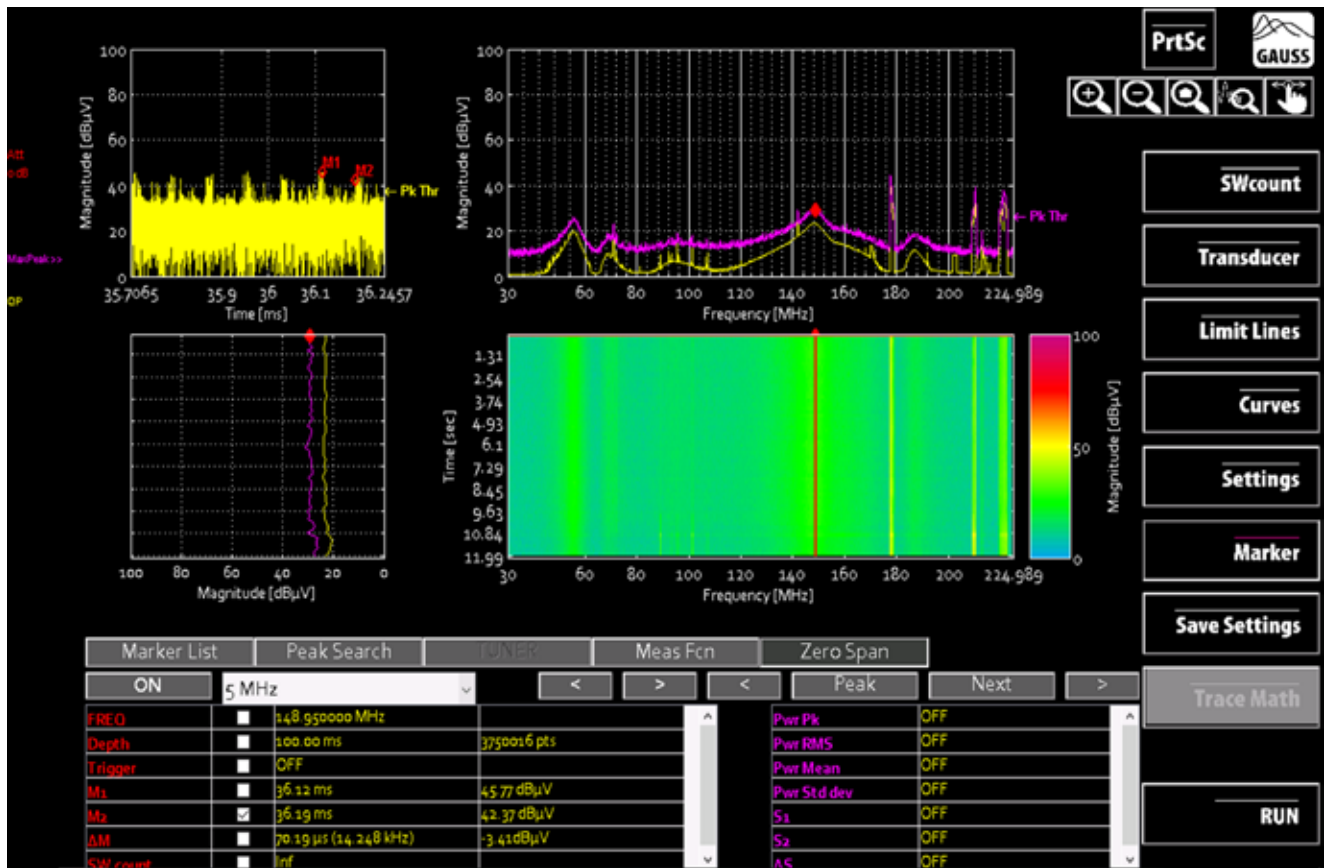 PrtSc
GAUSS
100
80
60
40
20
0
Magnitude [dBµV]
M1
M2
← Pk Thr
357065
35.9
36
36.1
36.2457
Time [ms]
Att
0 dB
MaxPeak >>
QP
100
80
60
40
20
0
Magnitude [dBµV]
← Pk Thr
30 60 80 100 120 140 160 180 200 224.989
Frequency [MHz]
100 80 60 40 20 0
Magnitude [dBµV]
Time [sec]
1.31
2.54
3.74
4.93
6.1
7.29
8.45
9.63
10.84
11.99
30 60 80 100 120 140 160 180 200 224.989
Frequency [MHz]
100
50
0
Magnitude [dBµV]
SWcount
Transducer
Limit Lines
Curves
Settings
Marker
Save Settings
Trace Math
RUN
Marker List Peak Search TUNER Meas Fcn Zero Span
ON 5 MHz < > < Peak Next >
FREQ 148.950000 MHz
Depth 100.00 ms 3750016 pts
Trigger OFF
M1 36.12 ms 45.77 dBµV
M2 36.19 ms 42.37 dBµV
ΔM 70.19 µs (14.248 kHz) -3.41dBµV
SW count Inf
Pwr Pk OFF
Pwr RMS OFF
Pwr Mean OFF
Pwr Std dev OFF
S1 OFF
S2 OFF
ΔS OFF